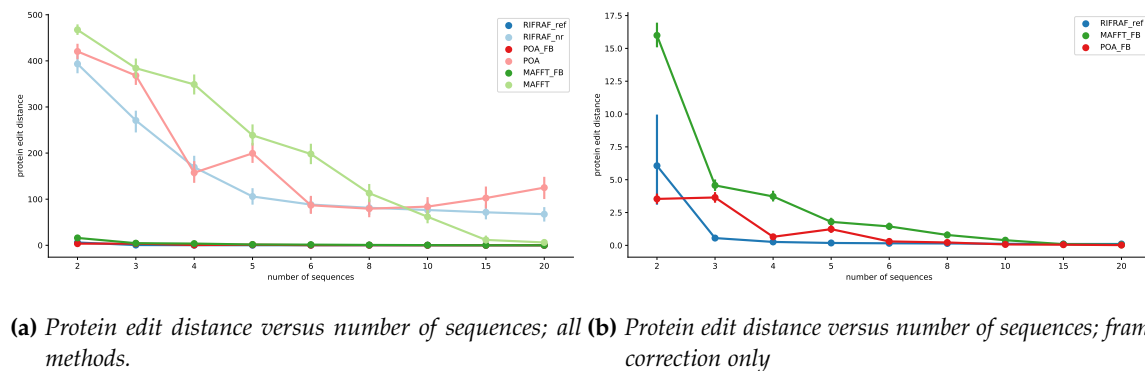 500
400
300
200
100
0
protein edit distance
2 3 4 5 6 8 10 15 20
number of sequences
RIFRAF_ref
RIFRAF_nr
POA_FB
POA
MAFFT_FB
MAFFT
17.5
15.0
12.5
10.0
7.5
5.0
2.5
0.0
protein edit distance
2 3 4 5 6 8 10 15 20
number of sequences
RIFRAF_ref
MAFFT_FB
POA_FB
(a) Protein edit distance versus number of sequences; all
methods.
(b) Protein edit distance versus number of sequences; fram
correction only